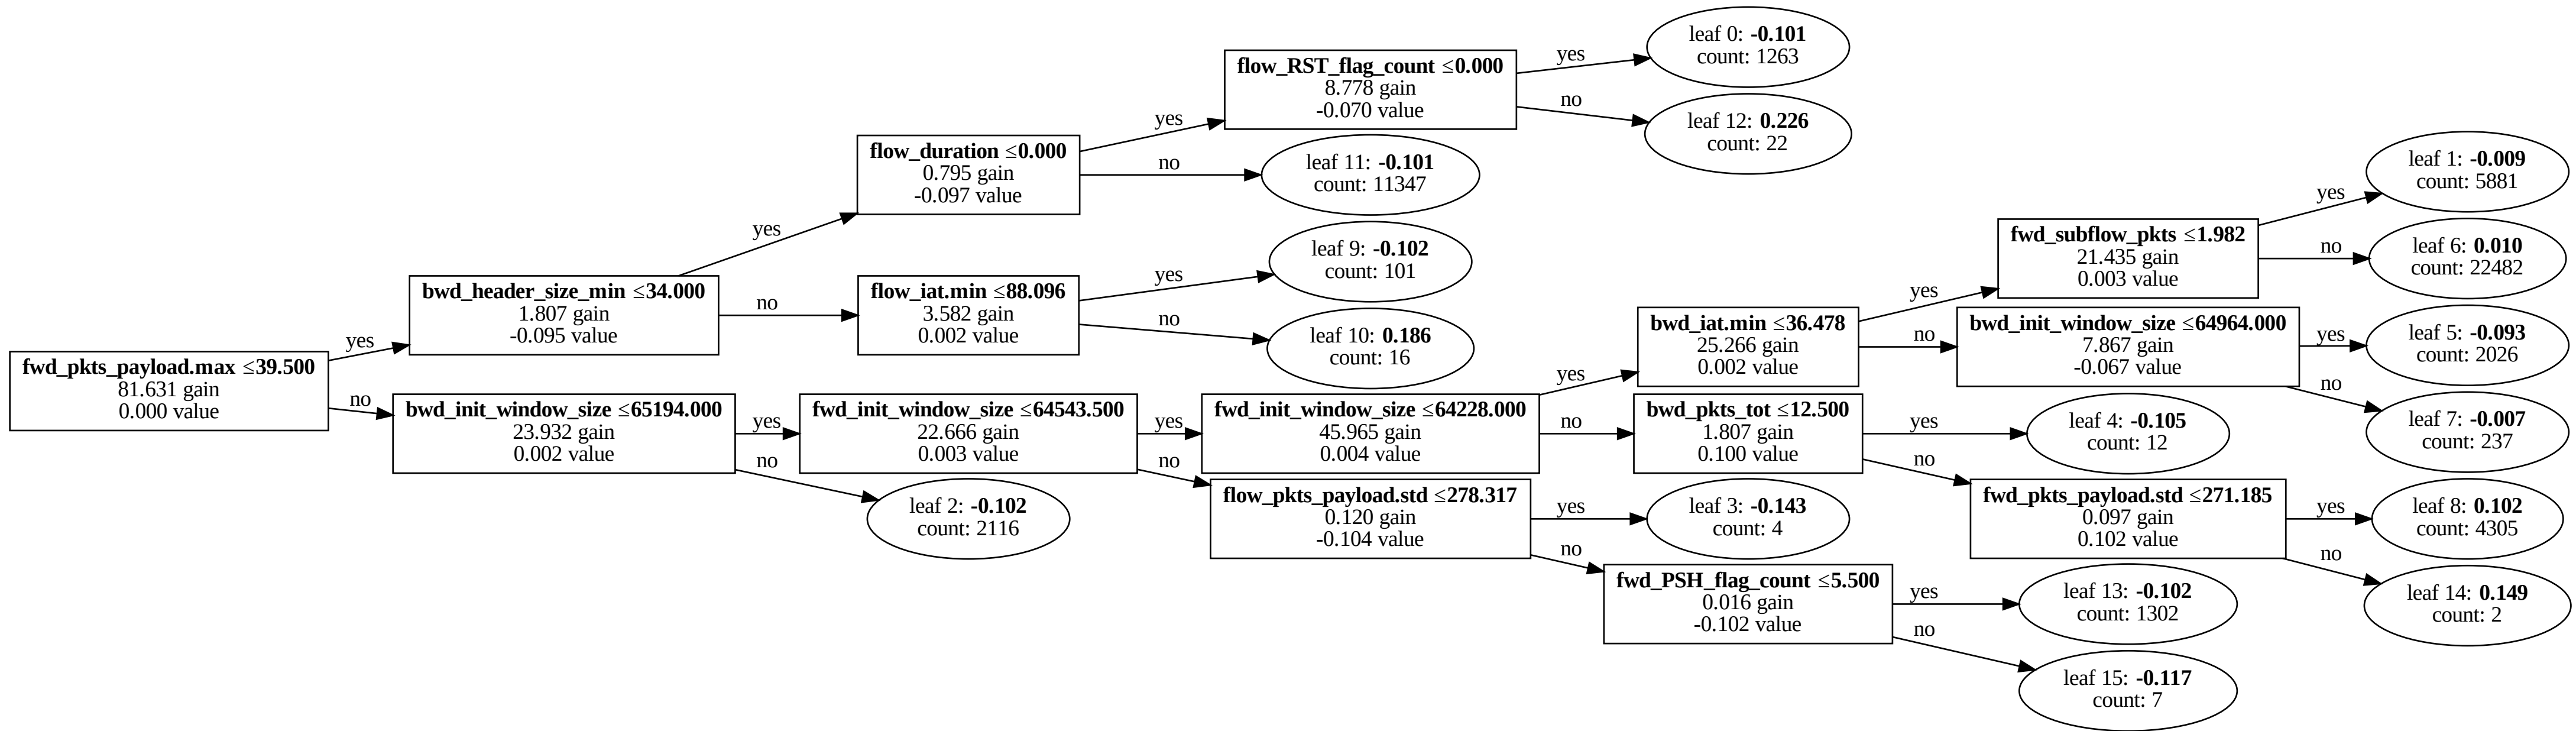 fwd_pkts_payload.max ≤39.500
81.631 gain
0.000 value
yes
no
bwd_header_size_min ≤34.000
1.807 gain
-0.095 value
yes
no
flow_duration ≤0.000
0.795 gain
-0.097 value
yes
no
flow_RST_flag_count ≤0.000
8.778 gain
-0.070 value
yes
no
leaf 0: -0.101
count: 1263
leaf 12: 0.226
count: 22
leaf 11: -0.101
count: 11347
flow_iat.min ≤88.096
3.582 gain
0.002 value
yes
no
leaf 9: -0.102
count: 101
leaf 10: 0.186
count: 16
bwd_init_window_size ≤65194.000
23.932 gain
0.002 value
yes
no
fwd_init_window_size ≤64543.500
22.666 gain
0.003 value
yes
no
leaf 2: -0.102
count: 2116
fwd_init_window_size ≤64228.000
45.965 gain
0.004 value
yes
no
bwd_iat.min ≤36.478
25.266 gain
0.002 value
yes
no
fwd_subflow_pkts ≤1.982
21.435 gain
0.003 value
yes
no
leaf 1: -0.009
count: 5881
leaf 6: 0.010
count: 22482
bwd_init_window_size ≤64964.000
7.867 gain
-0.067 value
yes
no
leaf 5: -0.093
count: 2026
leaf 7: -0.007
count: 237
bwd_pkts_tot ≤12.500
1.807 gain
0.100 value
yes
no
leaf 4: -0.105
count: 12
fwd_pkts_payload.std ≤271.185
0.097 gain
0.102 value
yes
no
leaf 8: 0.102
count: 4305
leaf 14: 0.149
count: 2
flow_pkts_payload.std ≤278.317
0.120 gain
-0.104 value
yes
no
leaf 3: -0.143
count: 4
fwd_PSH_flag_count ≤5.500
0.016 gain
-0.102 value
yes
no
leaf 13: -0.102
count: 1302
leaf 15: -0.117
count: 7